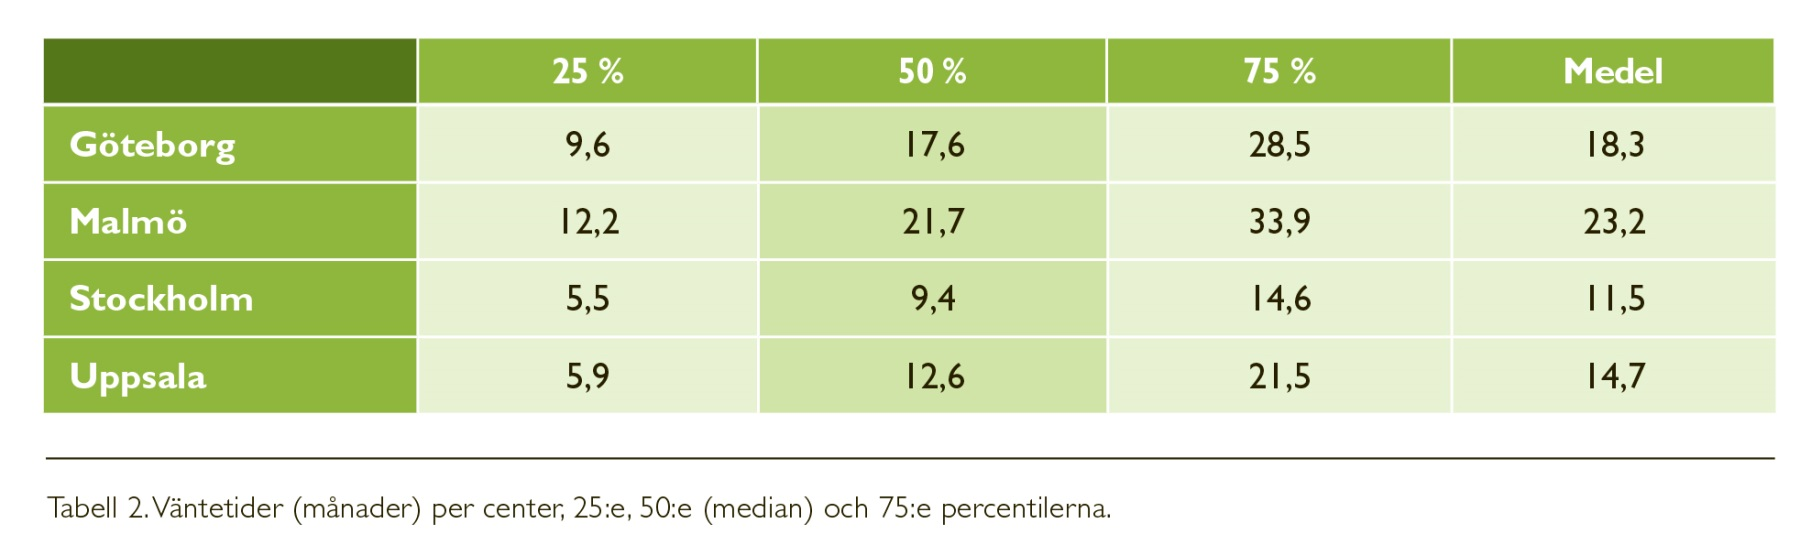 25 % 50 % 75 % Medel
Göteborg 9,6 17,6 28,5 18,3
Malmö 12,2 21,7 33,9 23,2
Stockholm 5,5 9,4 14,6 11,5
Uppsala 5,9 12,6 21,5 14,7
Tabell 2. Väntetider (månader) per center, 25:e, 50:e (median) och 75:e percentilerna.